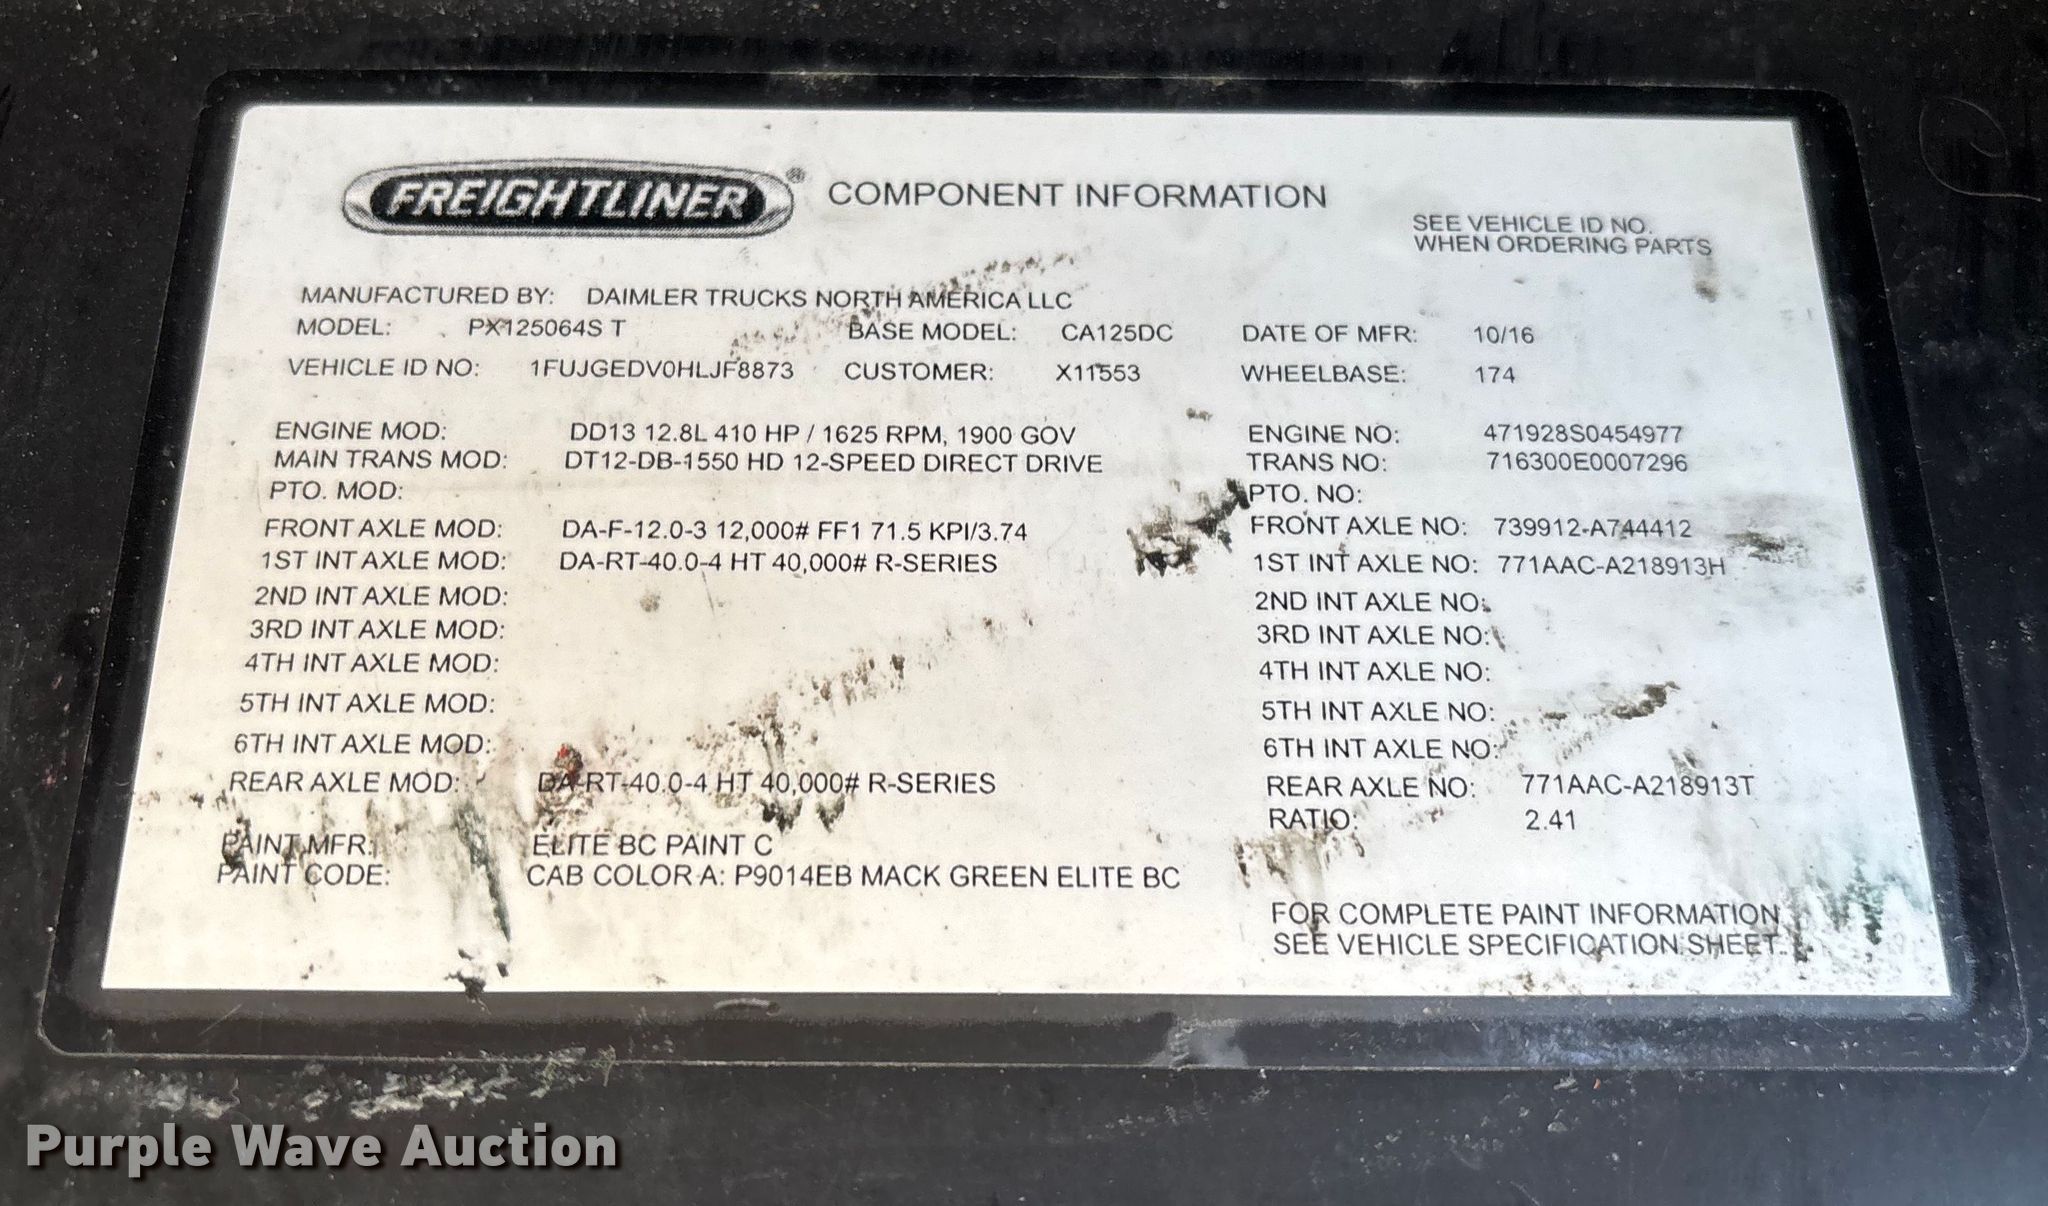 FREIGHTLINER® COMPONENT INFORMATION
SEE VEHICLE ID NO.
WHEN ORDERING PARTS
MANUFACTURED BY: DAIMLER TRUCKS NORTH AMERICA LLC
MODEL: PX125064S T BASE MODEL: CA125DC DATE OF MFR: 10/16
VEHICLE ID NO: 1FUJGEDV0HLJF8873 CUSTOMER: X11553 WHEELBASE: 174
ENGINE MOD: DD13 12.8L 410 HP / 1625 RPM, 1900 GOV ENGINE NO: 471928S0454977
MAIN TRANS MOD: DT12-DB-1550 HD 12-SPEED DIRECT DRIVE TRANS NO: 716300E0007296
PTO. MOD: PTO. NO:
FRONT AXLE MOD: DA-F-12.0-3 12,000# FF1 71.5 KPI/3.74 FRONT AXLE NO: 739912-A744412
1ST INT AXLE MOD: DA-RT-40.0-4 HT 40,000# R-SERIES 1ST INT AXLE NO: 771AAC-A218913H
2ND INT AXLE MOD: 2ND INT AXLE NO:
3RD INT AXLE MOD: 3RD INT AXLE NO:
4TH INT AXLE MOD: 4TH INT AXLE NO:
5TH INT AXLE MOD: 5TH INT AXLE NO:
6TH INT AXLE MOD: 6TH INT AXLE NO:
REAR AXLE MOD: DA-RT-40.0-4 HT 40,000# R-SERIES REAR AXLE NO: 771AAC-A218913T
RATIO: 2.41
PAINT MFR: ELITE BC PAINT C
PAINT CODE: CAB COLOR A: P9014EB MACK GREEN ELITE BC
FOR COMPLETE PAINT INFORMATION
SEE VEHICLE SPECIFICATION SHEET.
Purple Wave Auction